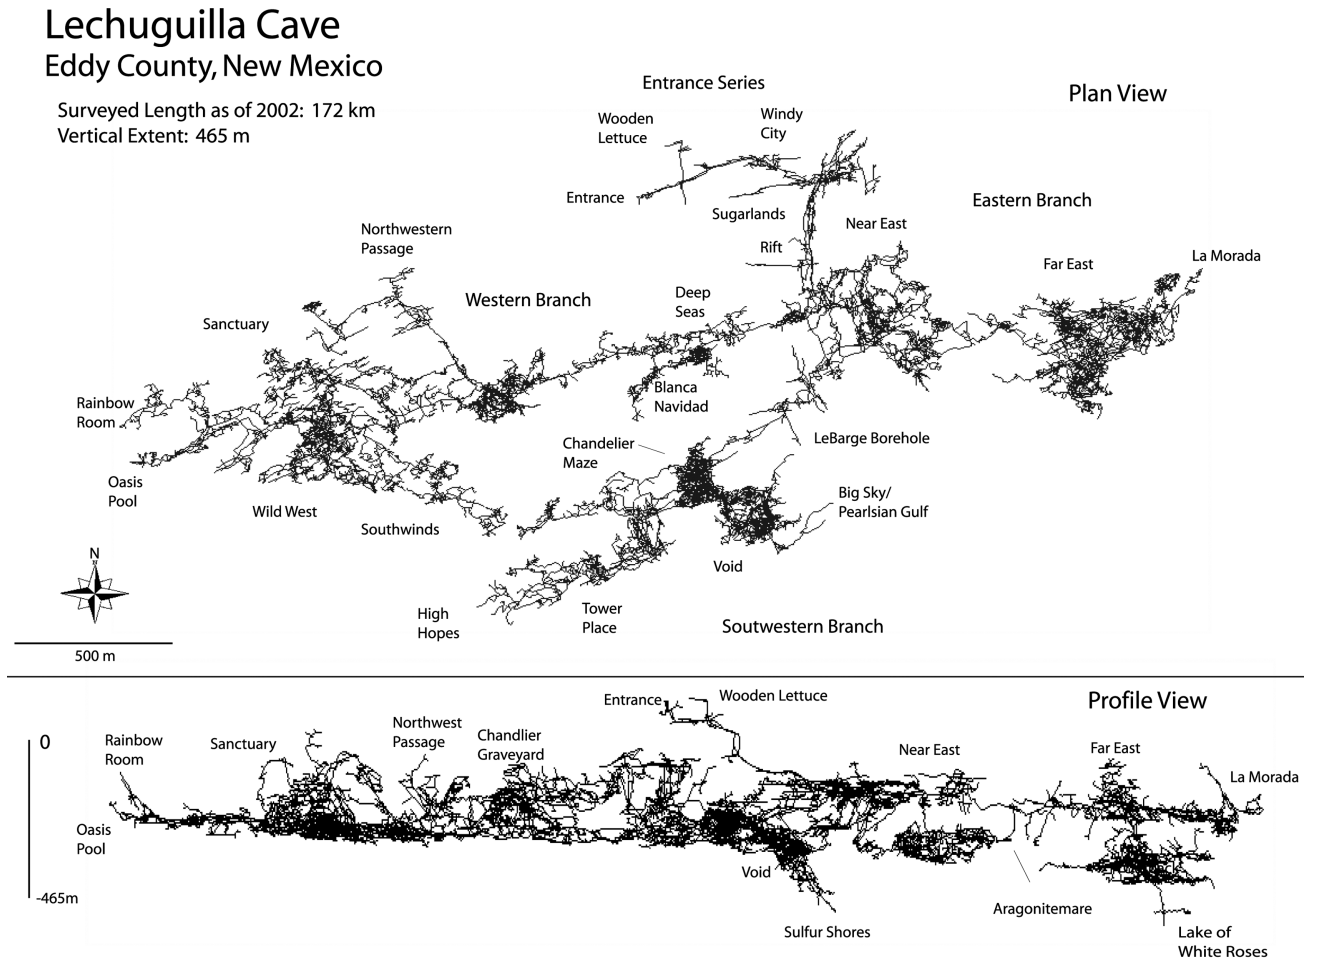 Lechuguilla Cave
Eddy County, New Mexico
Surveyed Length as of 2002: 172 km
Vertical Extent: 465 m
Entrance Series
Plan View
Wooden
Lettuce
Windy
City
Entrance
Sugarlands
Eastern Branch
Near East
Northwestern
Passage
Rift
La Morada
Far East
Western Branch
Deep
Seas
Sanctuary
Blanca
Navidad
Rainbow
Room
LeBarge Borehole
Chandelier
Maze
Oasis
Pool
Big Sky/
Pearlsian Gulf
Wild West
Southwinds
N
Void
High
Hopes
Tower
Place
Soutwestern Branch
500 m
Profile View
Entrance
Wooden Lettuce
0
Rainbow
Room
Sanctuary
Northwest
Passage
Chandlier
Graveyard
Near East
Far East
La Morada
Oasis
Pool
Void
-465m
Aragonitemare
Sulfur Shores
Lake of
White Roses